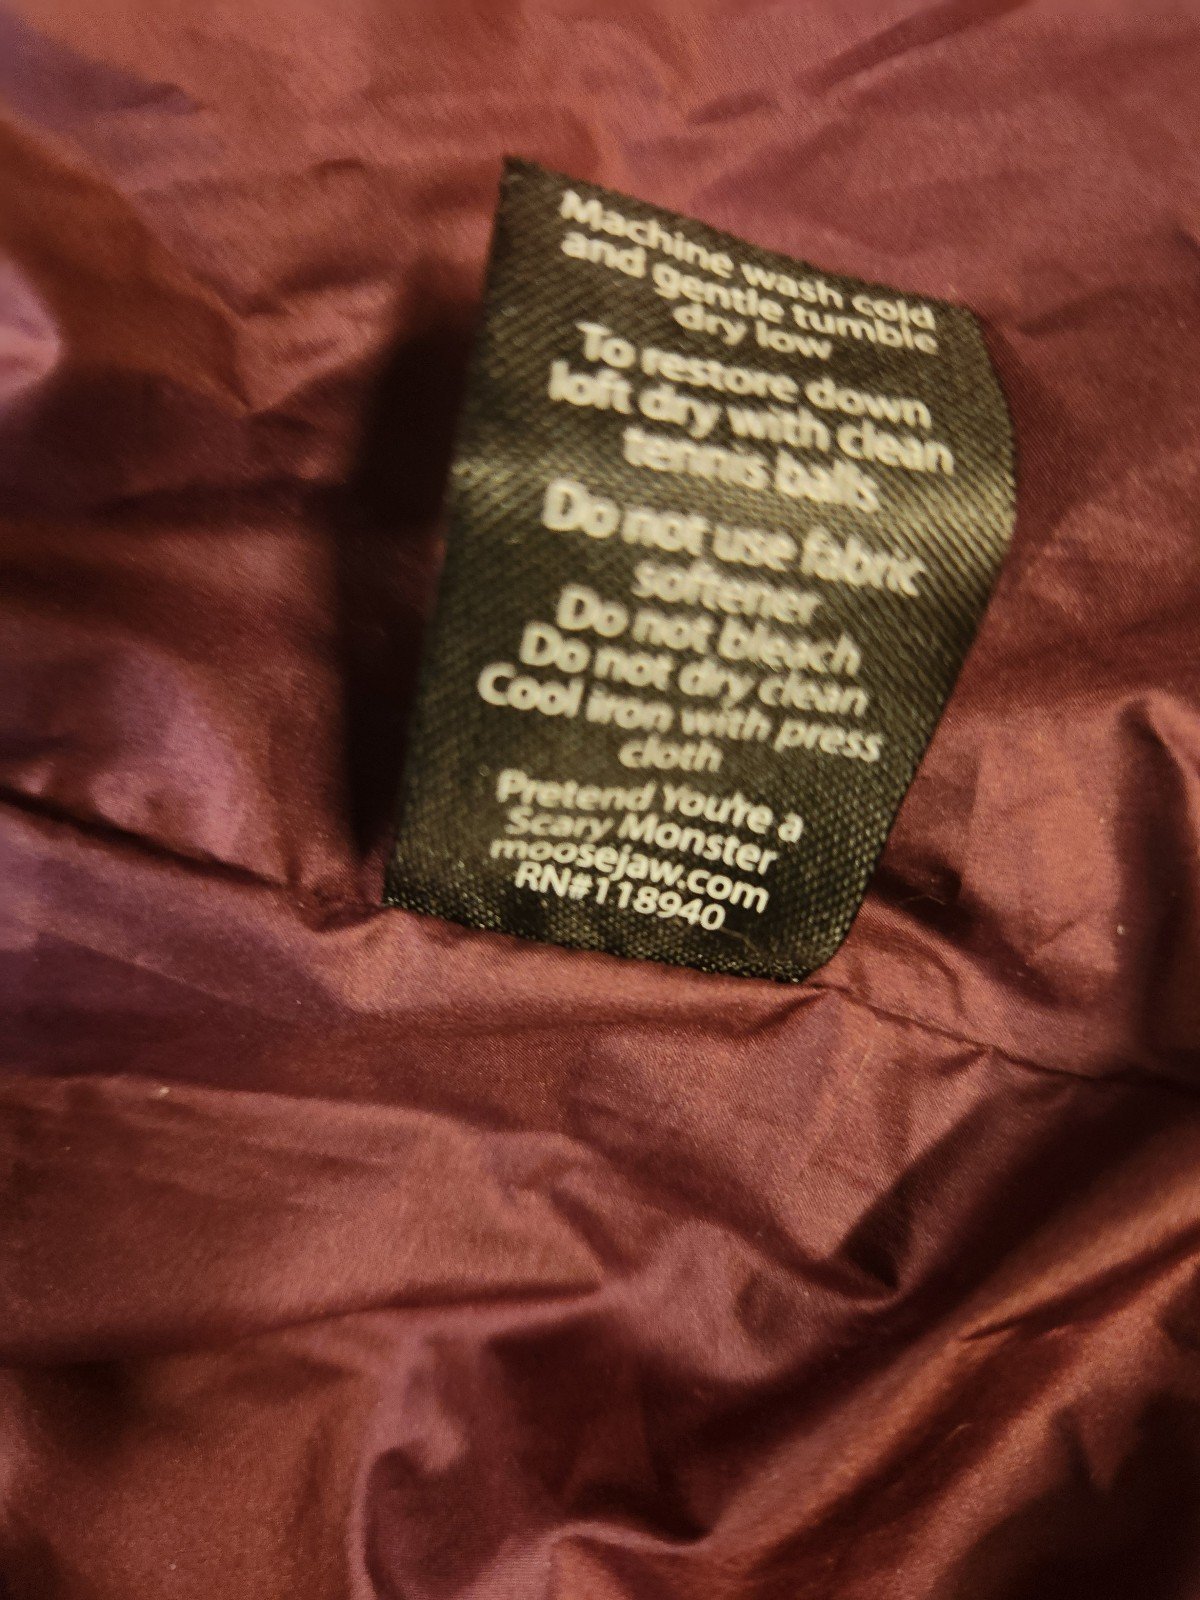 Machine wash cold
and gentle tumble
dry low
To restore down
loft dry with clean
tennis balls
Do not use fabric
softener
Do not bleach
Do not dry clean
Cool iron with press
cloth
Pretend You're a
Scary Monster
moosejaw.com
RN#118940